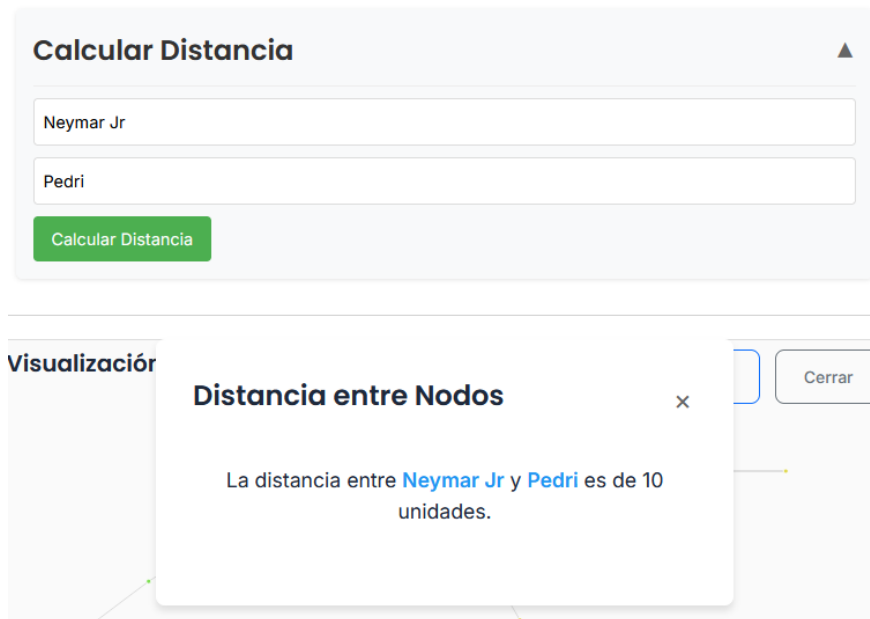 Calcular Distancia ▲
Neymar Jr
Pedri
Calcular Distancia
Visualización
Cerrar
Distancia entre Nodos ×
La distancia entre Neymar Jr y Pedri es de 10
unidades.